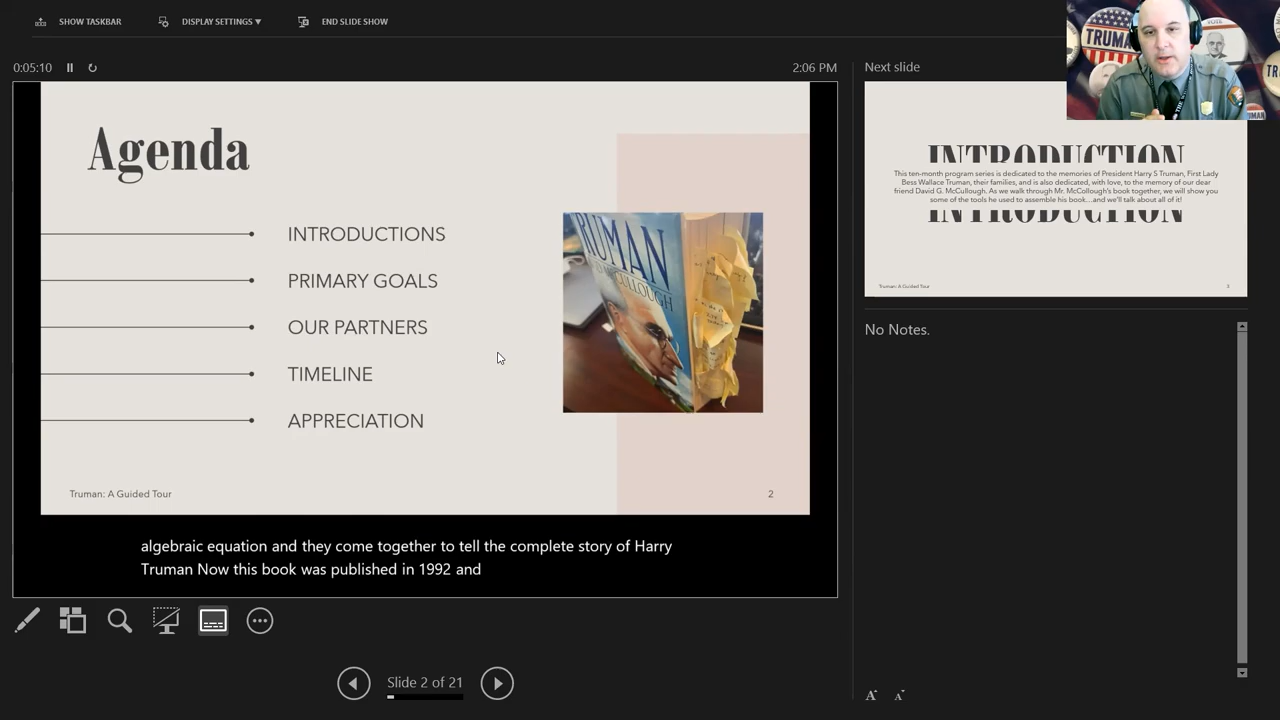 SHOW TASKBAR
DISPLAY SETTINGS ▼
END SLIDE SHOW
0:05:10
2:06 PM
Agenda
INTRODUCTIONS
PRIMARY GOALS
OUR PARTNERS
TIMELINE
APPRECIATION
TRUMAN
McCULLOUGH
Truman: A Guided Tour
2
algebraic equation and they come together to tell the complete story of Harry
Truman Now this book was published in 1992 and
Slide 2 of 21
Next slide
TRUMA
VOTE
INTRODUCTION
This ten-month program series is dedicated to the memories of President Harry S Truman, First Lady
Bess Wallace Truman, their families, and is also dedicated, with love, to the memory of our dear
friend David G. McCullough. As we walk through Mr. McCollough's book together, we will show you
some of the tools he used to assemble his book...and we'll talk about all of it!
INTRODUCTION
Truman: A Guided Tour
3
No Notes.
A
A